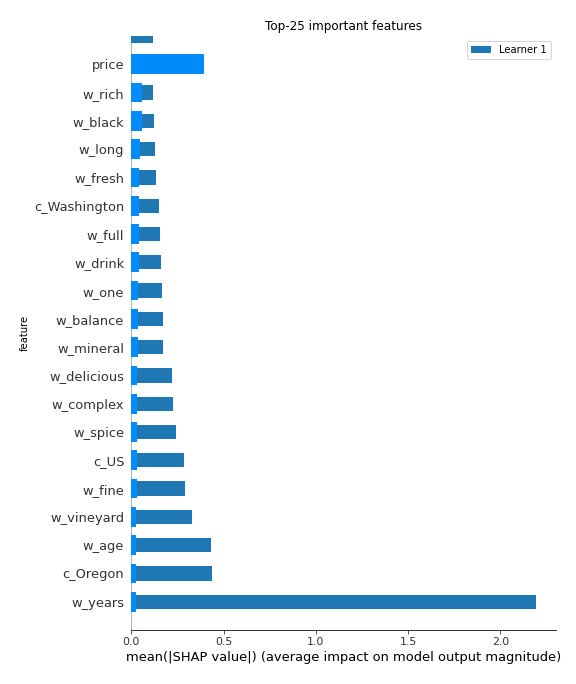 Top-25 important features
Learner 1
price
w_rich
w_black
w_long
w_fresh
c_Washington
w_full
w_drink
w_one
w_balance
w_mineral
w_delicious
w_complex
w_spice
c_US
w_fine
w_vineyard
w_age
c_Oregon
w_years
feature
0.0 0.5 1.0 1.5 2.0
mean(|SHAP value|) (average impact on model output magnitude)